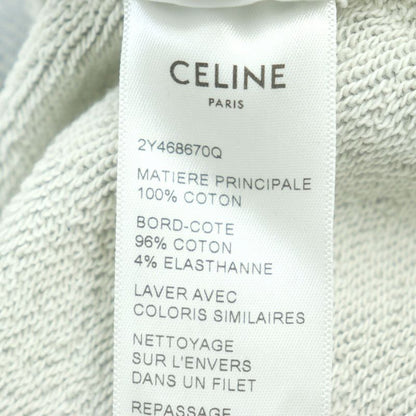 CELINE
PARIS
2Y468670Q
MATIERE PRINCIPALE
100% COTON
BORD-COTE
96% COTON
4% ELASTHANNE
LAVER AVEC
COLORIS SIMILAIRES
NETTOYAGE
SUR L'ENVERS
DANS UN FILET
REPASSAGE